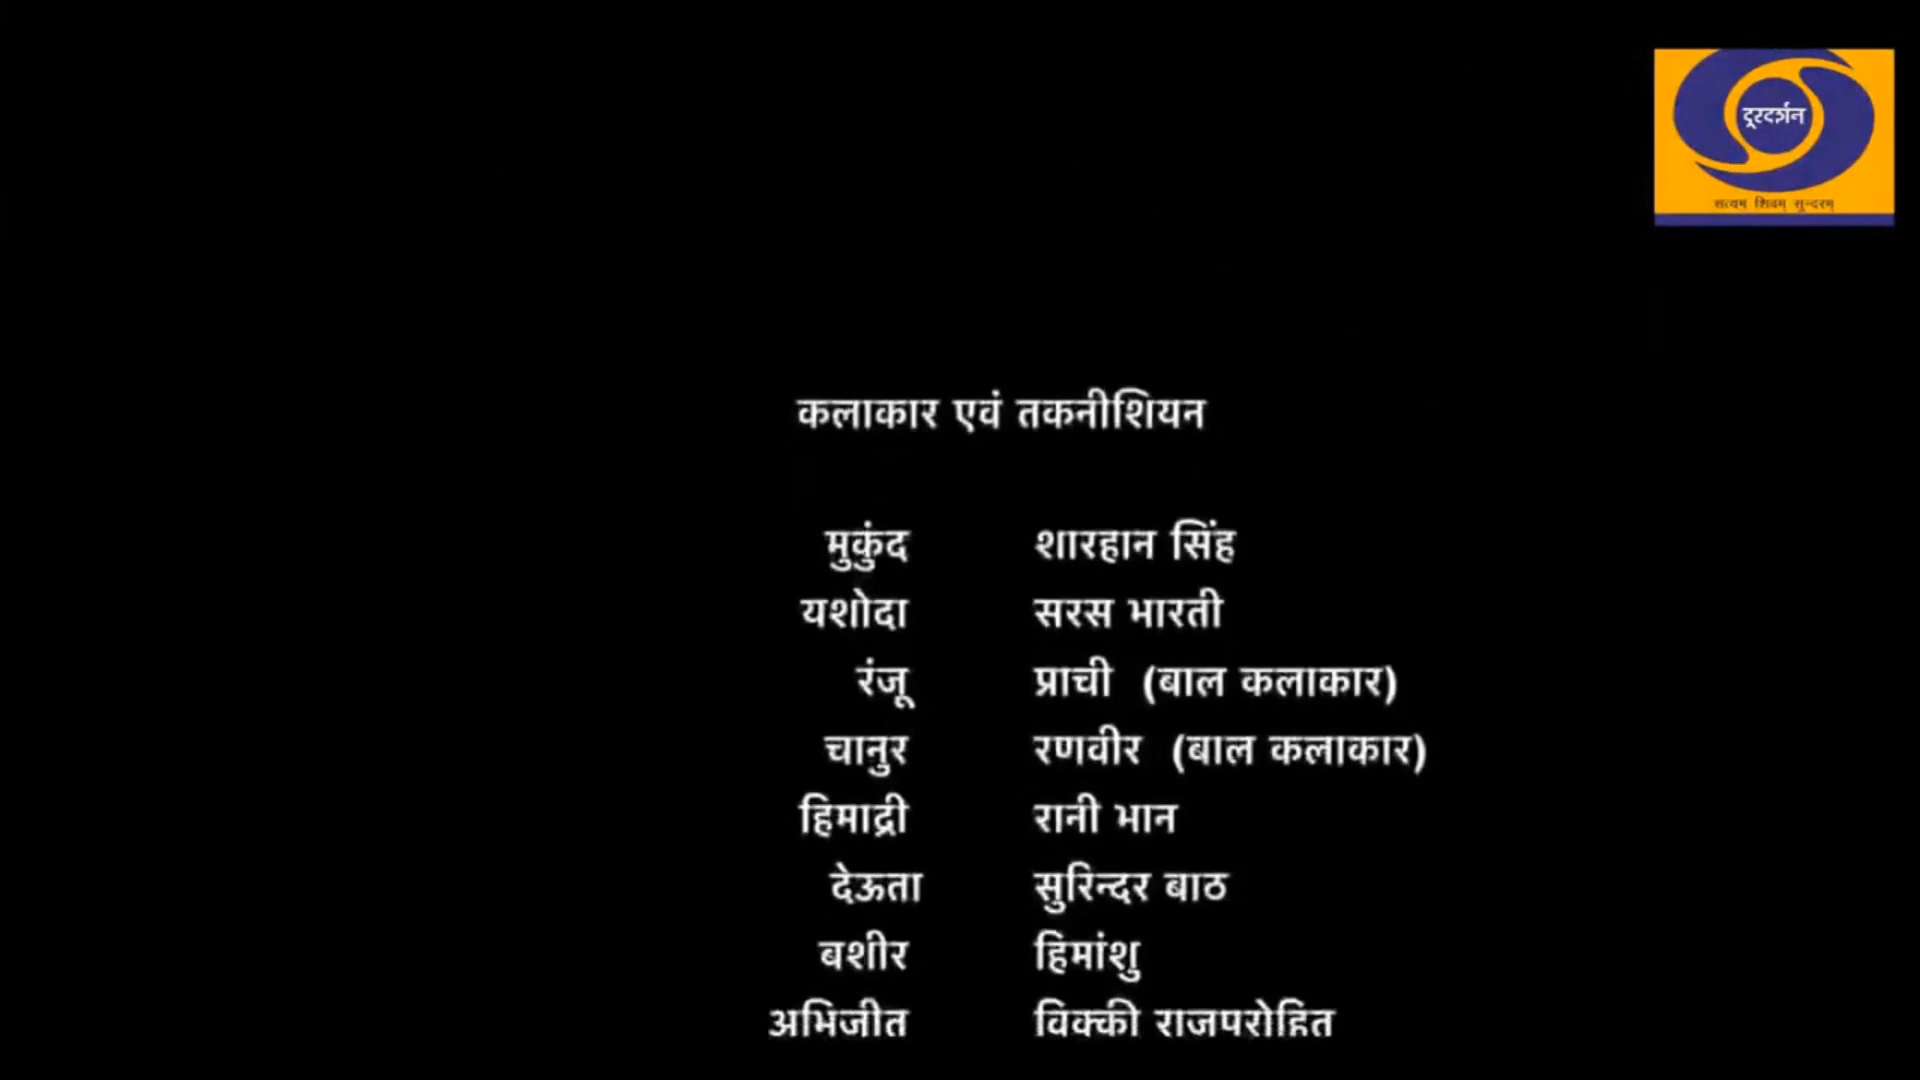 दूरदर्शन
सत्यम् शिवम् सुन्दरम्
कलाकार एवं तकनीशियन
मुकुंद शारहान सिंह
यशोदा सरस भारती
रंजू प्राची (बाल कलाकार)
चानुर रणवीर (बाल कलाकार)
हिमाद्री रानी भान
देऊता सुरिन्दर बाठ
बशीर हिमांशु
अभिजीत विक्की राजपुरोहित